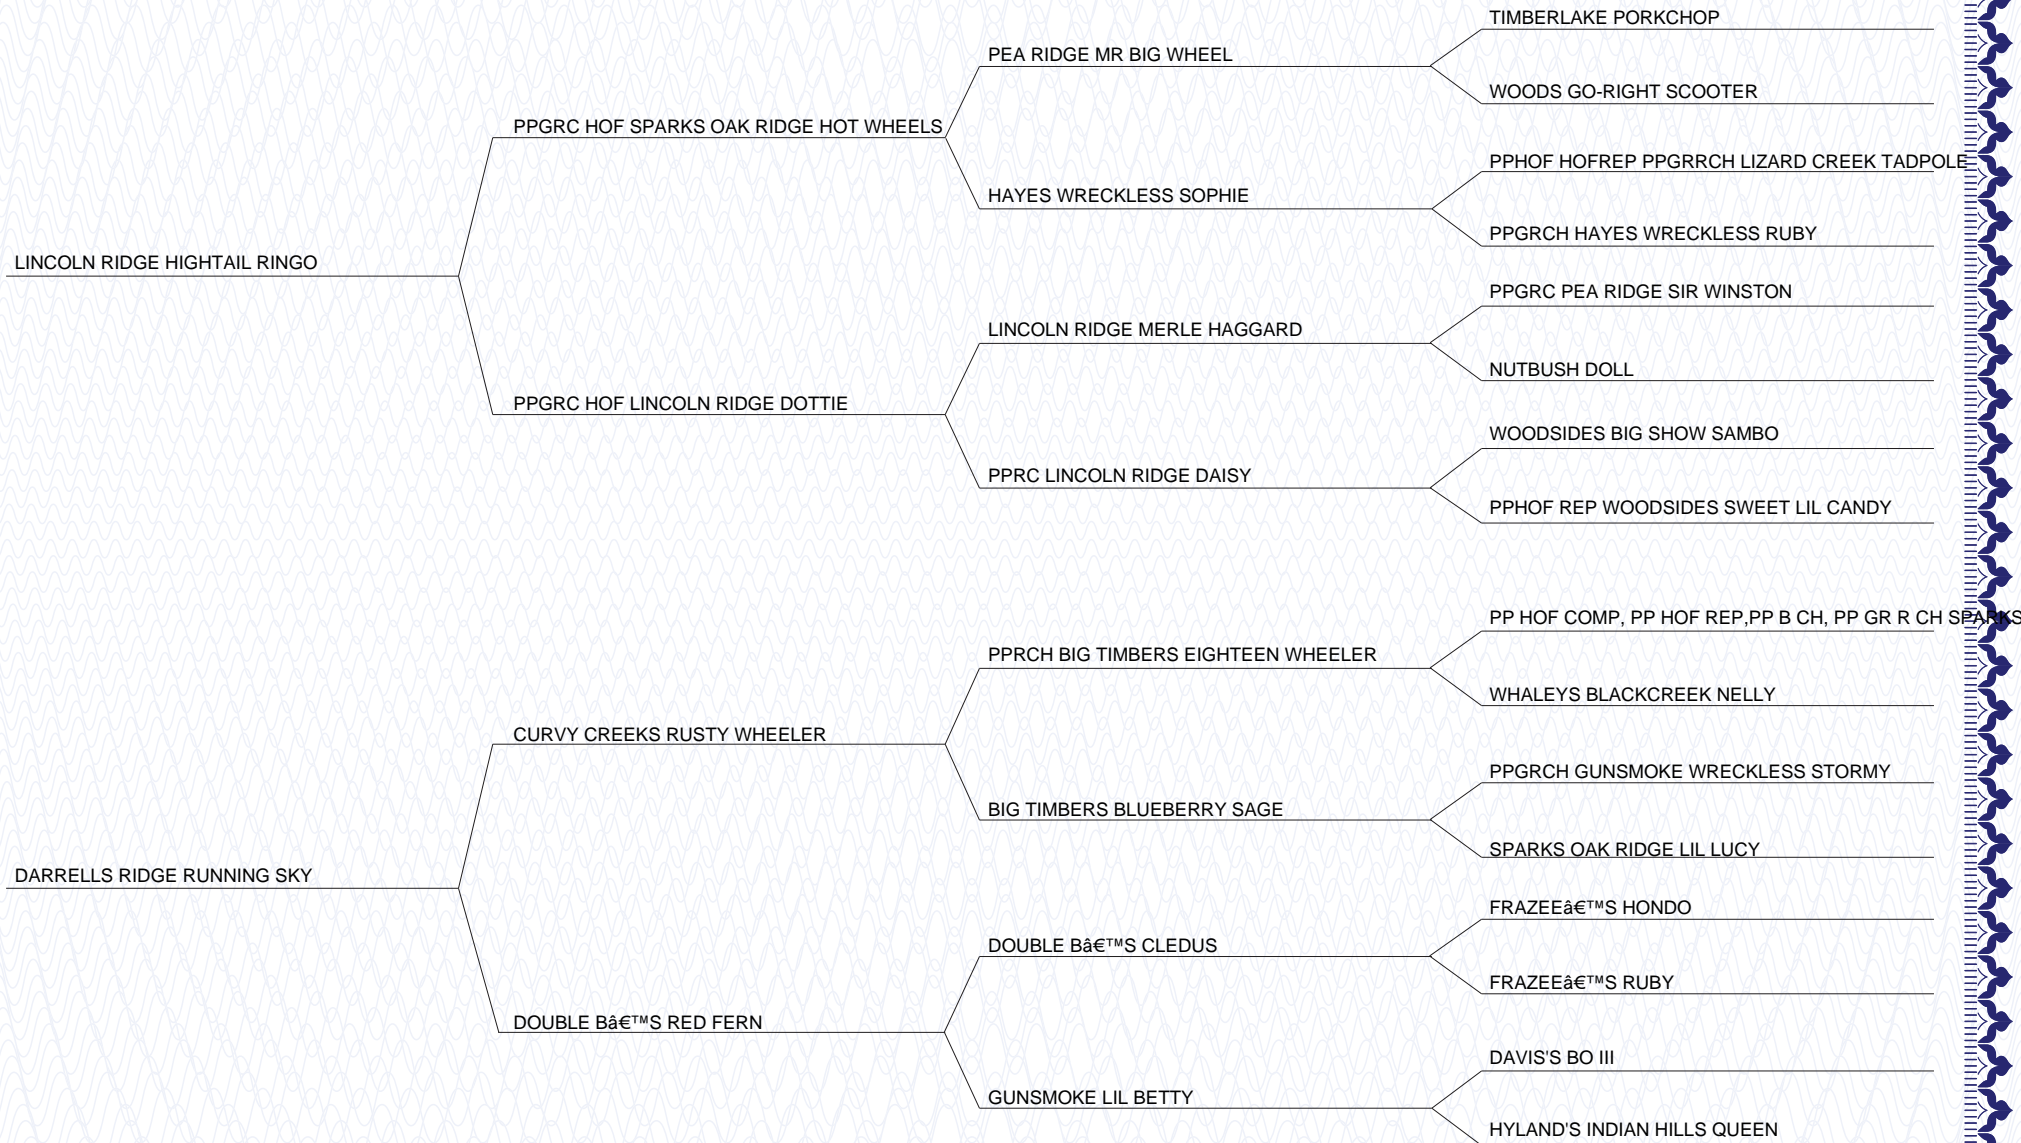 TIMBERLAKE PORKCHOP
PEA RIDGE MR BIG WHEEL
WOODS GO-RIGHT SCOOTER
PPGRC HOF SPARKS OAK RIDGE HOT WHEELS
PPHOF HOFREP PPGRRCH LIZARD CREEK TADPOLE
HAYES WRECKLESS SOPHIE
PPGRCH HAYES WRECKLESS RUBY
LINCOLN RIDGE HIGHTAIL RINGO
PPGRC PEA RIDGE SIR WINSTON
LINCOLN RIDGE MERLE HAGGARD
NUTBUSH DOLL
PPGRC HOF LINCOLN RIDGE DOTTIE
WOODSIDES BIG SHOW SAMBO
PPRC LINCOLN RIDGE DAISY
PPHOF REP WOODSIDES SWEET LIL CANDY
PP HOF COMP, PP HOF REP,PP B CH, PP GR R CH SPARKS
PPRCH BIG TIMBERS EIGHTEEN WHEELER
WHALEYS BLACKCREEK NELLY
CURVY CREEKS RUSTY WHEELER
PPGRCH GUNSMOKE WRECKLESS STORMY
BIG TIMBERS BLUEBERRY SAGE
SPARKS OAK RIDGE LIL LUCY
DARRELLS RIDGE RUNNING SKY
FRAZEEâ€™S HONDO
DOUBLE Bâ€™S CLEDUS
FRAZEEâ€™S RUBY
DOUBLE Bâ€™S RED FERN
DAVIS'S BO III
GUNSMOKE LIL BETTY
HYLAND'S INDIAN HILLS QUEEN